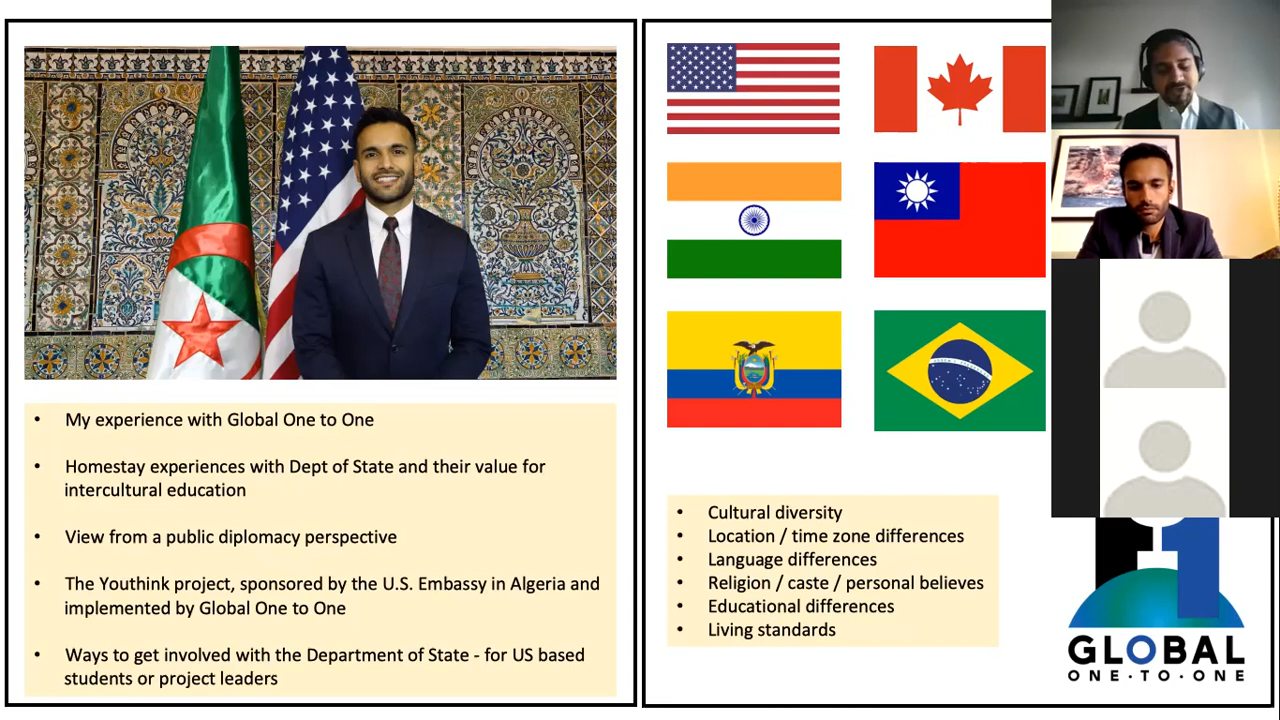 My experience with Global One to One
Homestay experiences with Dept of State and their value for
intercultural education
View from a public diplomacy perspective
The Youthink project, sponsored by the U.S. Embassy in Algeria and
implemented by Global One to One
Ways to get involved with the Department of State - for US based
students or project leaders
Cultural diversity
Location / time zone differences
Language differences
Religion / caste / personal believes
Educational differences
Living standards
1
GLOBAL
ONE·TO·ONE